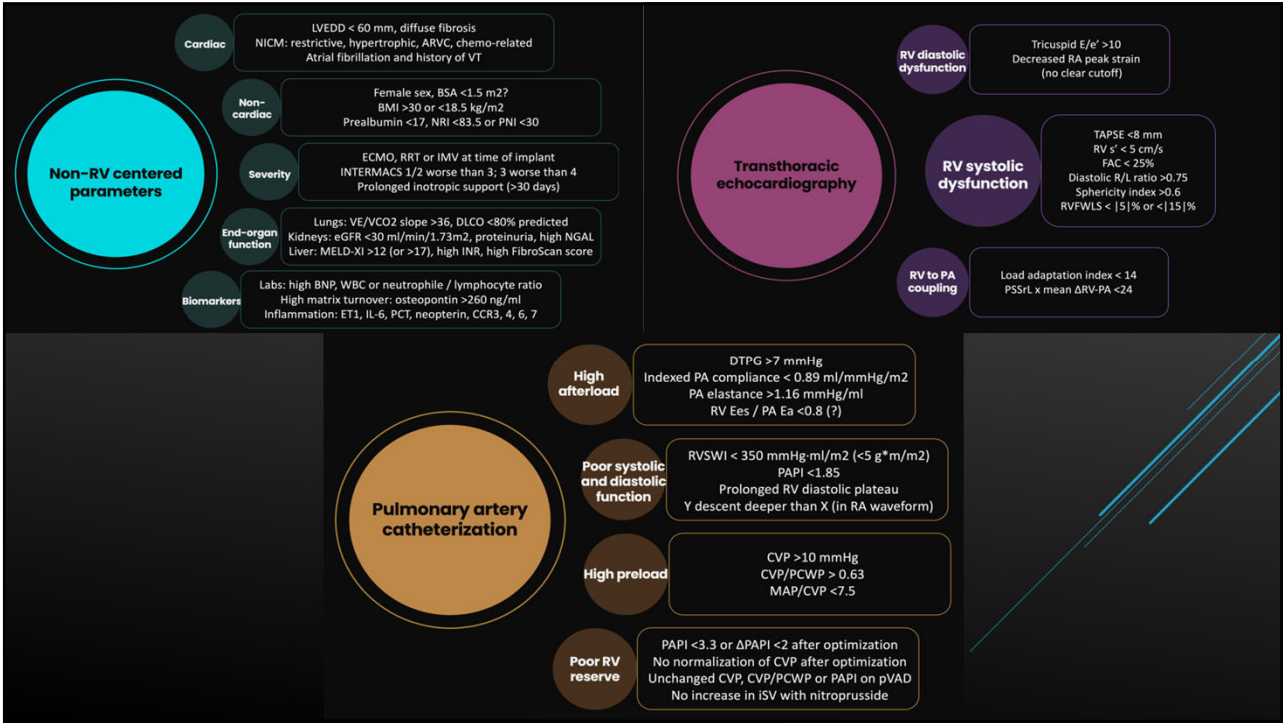 Non-RV centered
parameters
Cardiac
LVEDD < 60 mm, diffuse fibrosis
NICM: restrictive, hypertrophic, ARVC, chemo-related
Atrial fibrillation and history of VT
Non-
cardiac
Female sex, BSA <1.5 m2?
BMI >30 or <18.5 kg/m2
Prealbumin <17, NRI <83.5 or PNI <30
Severity
ECMO, RRT or IMV at time of implant
INTERMACS 1/2 worse than 3; 3 worse than 4
Prolonged inotropic support (>30 days)
End-organ
function
Lungs: VE/VCO2 slope >36, DLCO <80% predicted
Kidneys: eGFR <30 ml/min/1.73m2, proteinuria, high NGAL
Liver: MELD-XI >12 (or >17), high INR, high FibroScan score
Biomarkers
Labs: high BNP, WBC or neutrophile / lymphocyte ratio
High matrix turnover: osteopontin >260 ng/ml
Inflammation: ET1, IL-6, PCT, neopterin, CCR3, 4, 6, 7
Transthoracic
echocardiography
RV diastolic
dysfunction
Tricuspid E/e’ >10
Decreased RA peak strain
(no clear cutoff)
RV systolic
dysfunction
TAPSE <8 mm
RV s’ < 5 cm/s
FAC < 25%
Diastolic R/L ratio >0.75
Sphericity index >0.6
RVFWLS < |5|% or <|15|%
RV to PA
coupling
Load adaptation index < 14
PSSrL x mean ΔRV-PA <24
Pulmonary artery
catheterization
High
afterload
DTPG >7 mmHg
Indexed PA compliance < 0.89 ml/mmHg/m2
PA elastance >1.16 mmHg/ml
RV Ees / PA Ea <0.8 (?)
Poor systolic
and diastolic
function
RVSWI < 350 mmHg·ml/m2 (<5 g*m/m2)
PAPI <1.85
Prolonged RV diastolic plateau
Y descent deeper than X (in RA waveform)
High preload
CVP >10 mmHg
CVP/PCWP > 0.63
MAP/CVP <7.5
Poor RV
reserve
PAPI <3.3 or ΔPAPI <2 after optimization
No normalization of CVP after optimization
Unchanged CVP, CVP/PCWP or PAPI on pVAD
No increase in iSV with nitroprusside